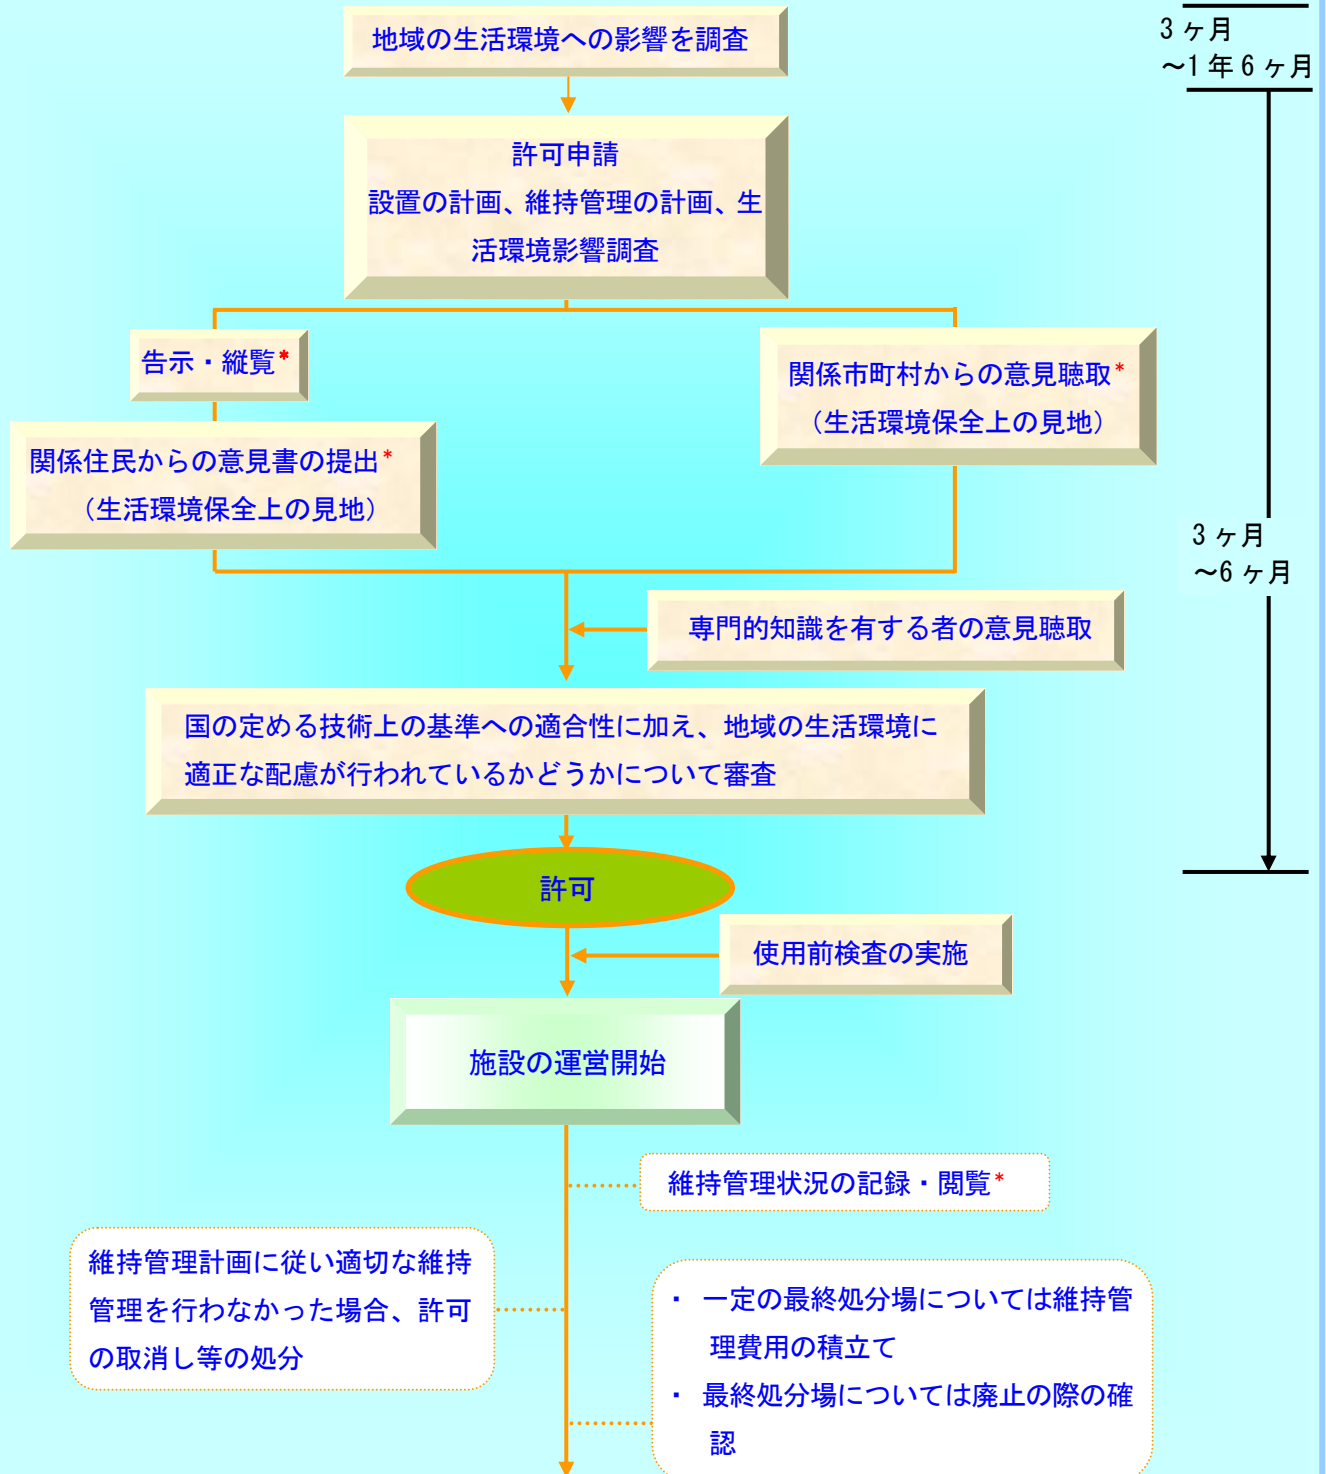 地域の生活環境への影響を調査
3ヶ月
～1年6ヶ月
許可申請
設置の計画、維持管理の計画、生
活環境影響調査
告示・縦覧*
関係市町村からの意見聴取*
（生活環境保全上の見地）
関係住民からの意見書の提出*
（生活環境保全上の見地）
3ヶ月
～6ヶ月
専門的知識を有する者の意見聴取
国の定める技術上の基準への適合性に加え、地域の生活環境に
適正な配慮が行われているかどうかについて審査
許可
使用前検査の実施
施設の運営開始
維持管理状況の記録・閲覧*
維持管理計画に従い適切な維持
管理を行わなかった場合、許可
の取消し等の処分
・ 一定の最終処分場については維持管
理費用の積立て
・ 最終処分場については廃止の際の確
認